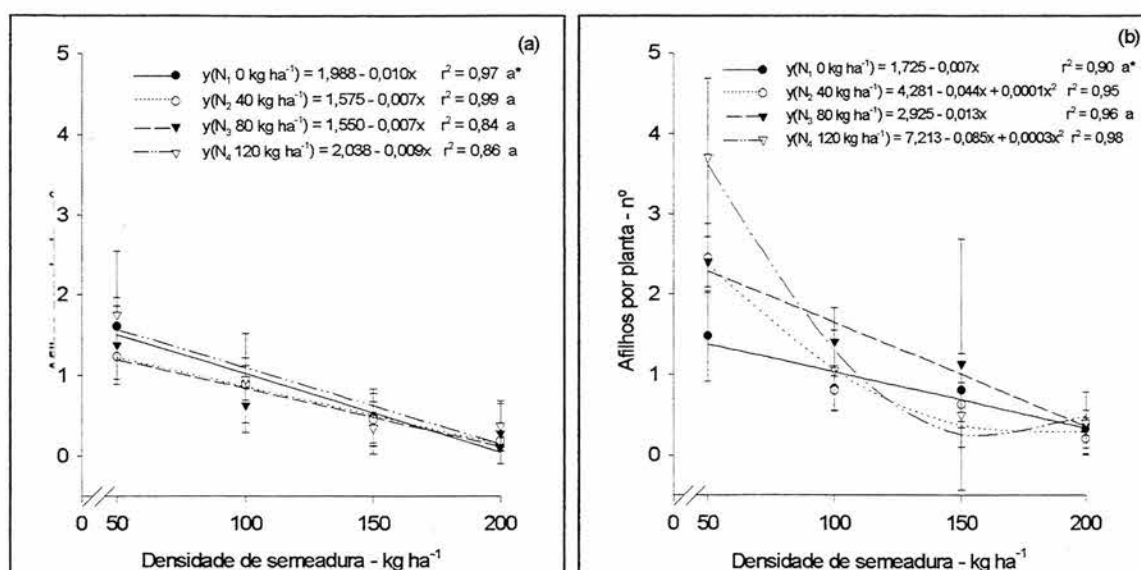 (a)
5
4
3
2
1
0
y(N₁ 0 kg ha⁻¹) = 1,988 - 0,010x r² = 0,97 a*
y(N₂ 40 kg ha⁻¹) = 1,575 - 0,007x r² = 0,99 a
y(N₃ 80 kg ha⁻¹) = 1,550 - 0,007x r² = 0,84 a
y(N₄ 120 kg ha⁻¹) = 2,038 - 0,009x r² = 0,86 a
0 50 100 150 200
Densidade de semeadura - kg ha⁻¹
(b)
Afilhos por planta - nº
5
4
3
2
1
0
y(N₁ 0 kg ha⁻¹) = 1,725 - 0,007x r² = 0,90 a*
y(N₂ 40 kg ha⁻¹) = 4,281 - 0,044x + 0,0001x² r² = 0,95
y(N₃ 80 kg ha⁻¹) = 2,925 - 0,013x r² = 0,96 a
y(N₄ 120 kg ha⁻¹) = 7,213 - 0,085x + 0,0003x² r² = 0,98
0 50 100 150 200
Densidade de semeadura - kg ha⁻¹